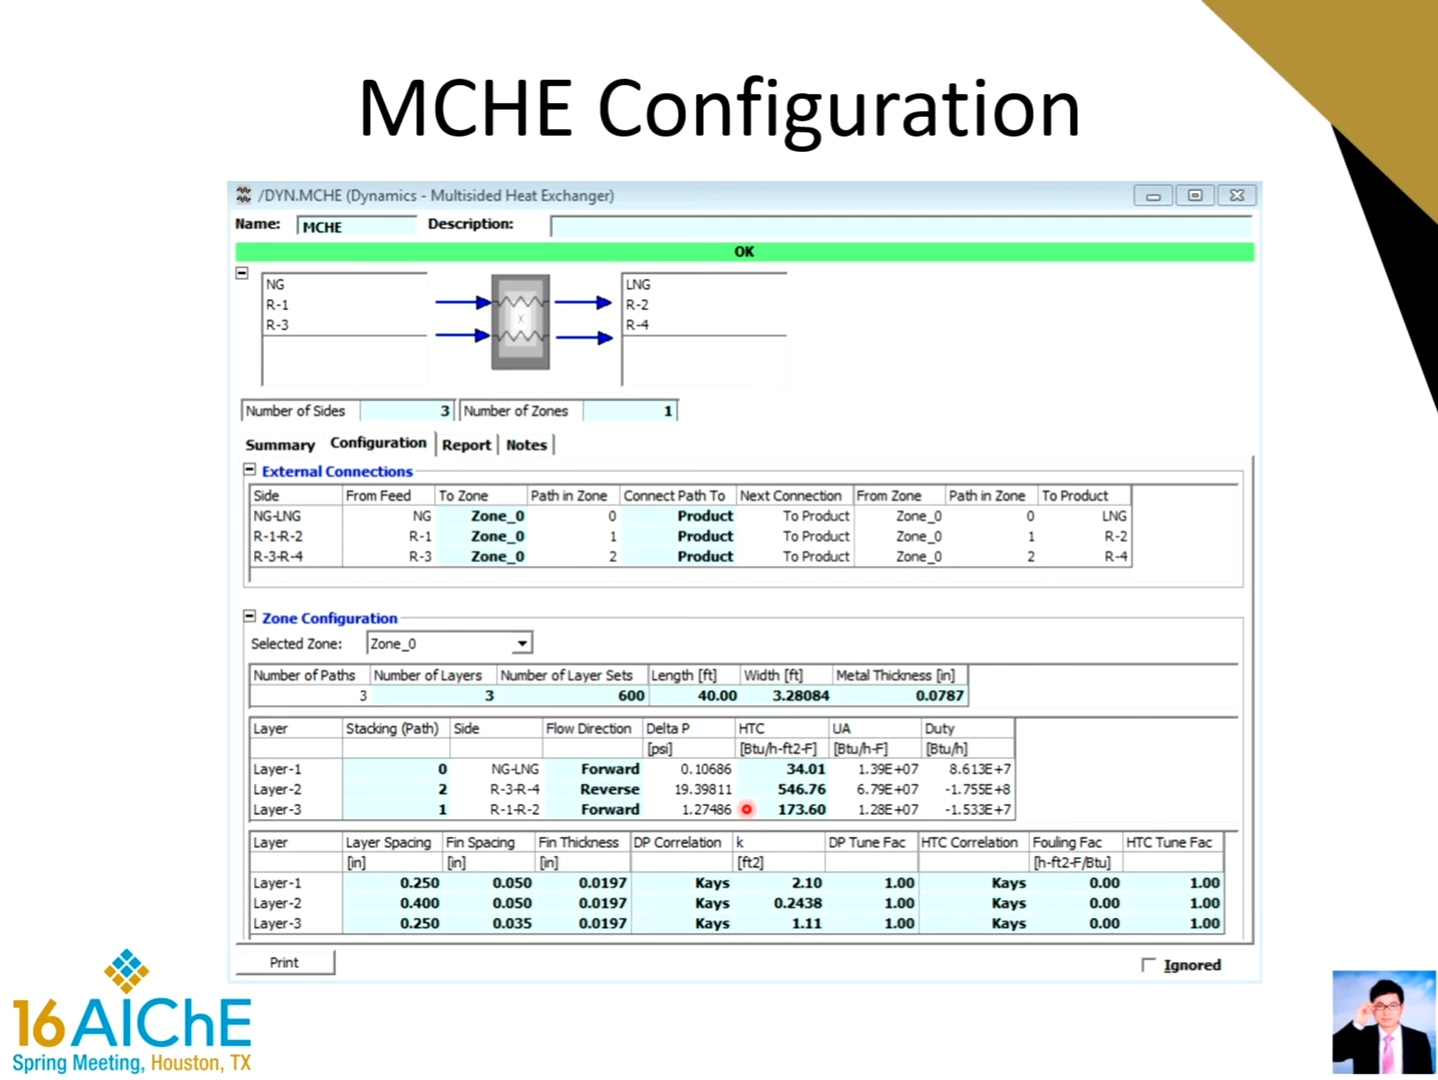 MCHE Configuration
/DYN.MCHE (Dynamics - Multisided Heat Exchanger)
Name: MCHE Description:
OK
NG LNG
R-1 R-2
R-3 R-4
X
Number of Sides 3 Number of Zones 1
Summary Configuration Report Notes
External Connections
Side From Feed To Zone Path in Zone Connect Path To Next Connection From Zone Path in Zone To Product
NG-LNG NG Zone_0 0 Product To Product Zone_0 0 LNG
R-1-R-2 R-1 Zone_0 1 Product To Product Zone_0 1 R-2
R-3-R-4 R-3 Zone_0 2 Product To Product Zone_0 2 R-4
Zone Configuration
Selected Zone: Zone_0
Number of Paths Number of Layers Number of Layer Sets Length [ft] Width [ft] Metal Thickness [in]
3 3 600 40.00 3.28084 0.0787
Layer Stacking (Path) Side Flow Direction Delta P HTC UA Duty
[psi] [Btu/h-ft2-F] [Btu/h-F] [Btu/h]
Layer-1 0 NG-LNG Forward 0.10686 34.01 1.39E+07 8.613E+7
Layer-2 2 R-3-R-4 Reverse 19.39811 546.76 6.79E+07 -1.755E+8
Layer-3 1 R-1-R-2 Forward 1.27486 173.60 1.28E+07 -1.533E+7
Layer Layer Spacing Fin Spacing Fin Thickness DP Correlation k DP Tune Fac HTC Correlation Fouling Fac HTC Tune Fac
[in] [in] [in] [ft2] [h-ft2-F/Btu]
Layer-1 0.250 0.050 0.0197 Kays 2.10 1.00 Kays 0.00 1.00
Layer-2 0.400 0.050 0.0197 Kays 0.2438 1.00 Kays 0.00 1.00
Layer-3 0.250 0.035 0.0197 Kays 1.11 1.00 Kays 0.00 1.00
Print Ignored
16 AIChE
Spring Meeting, Houston, TX